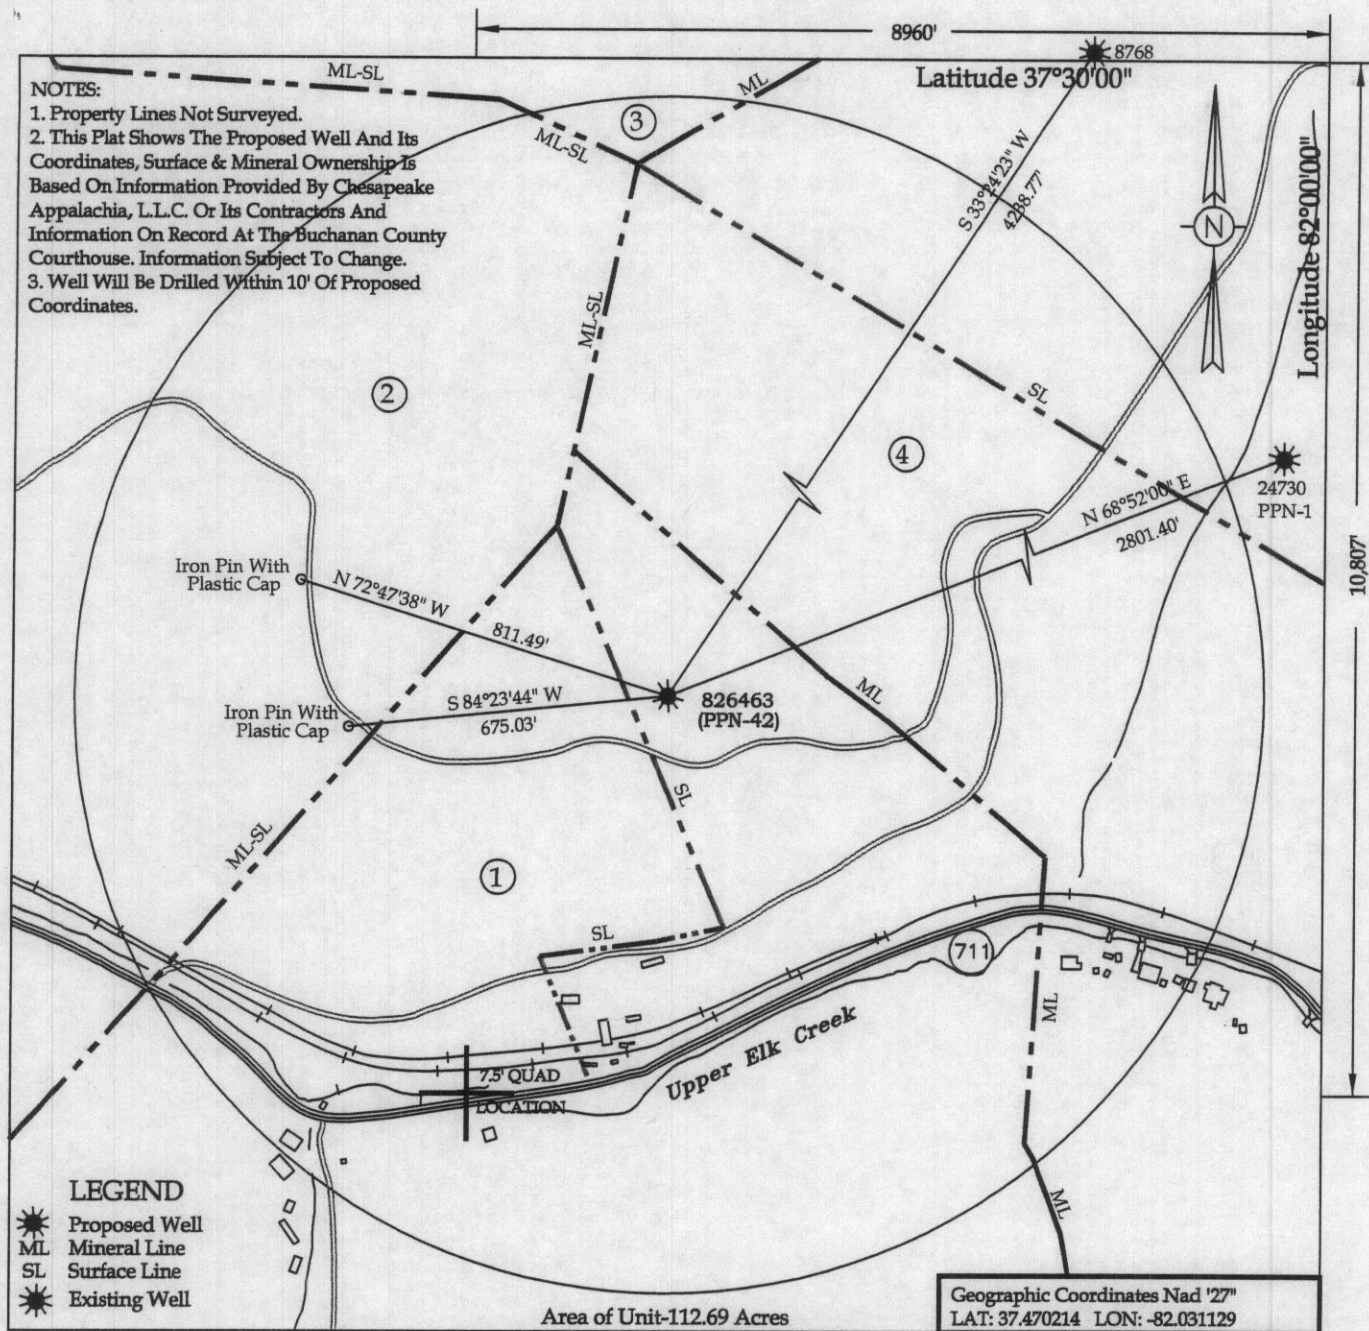 8960'
8768
Latitude 37°30'00"
ML-SL
ML
NOTES:
1. Property Lines Not Surveyed.
2. This Plat Shows The Proposed Well And Its
Coordinates, Surface & Mineral Ownership Is
Based On Information Provided By Chesapeake
Appalachia, L.L.C. Or Its Contractors And
Information On Record At The Buchanan County
Courthouse. Information Subject To Change.
3. Well Will Be Drilled Within 10' Of Proposed
Coordinates.
3
ML-SL
S 33°24'23" W
4238.77'
N
Longitude 82°00'00"
ML-SL
2
SL
4
N 68°52'00" E
2801.40'
24730
PPN-1
10,807'
Iron Pin With
Plastic Cap
N 72°47'38" W
811.49'
ML
826463
(PPN-42)
S 84°23'44" W
675.03'
Iron Pin With
Plastic Cap
SL
ML-SL
1
SL
711
ML
Upper Elk Creek
7.5' QUAD
LOCATION
ML
LEGEND
Proposed Well
ML Mineral Line
SL Surface Line
Existing Well
Area of Unit-112.69 Acres
Geographic Coordinates Nad '27"
LAT: 37.470214 LON: -82.031129